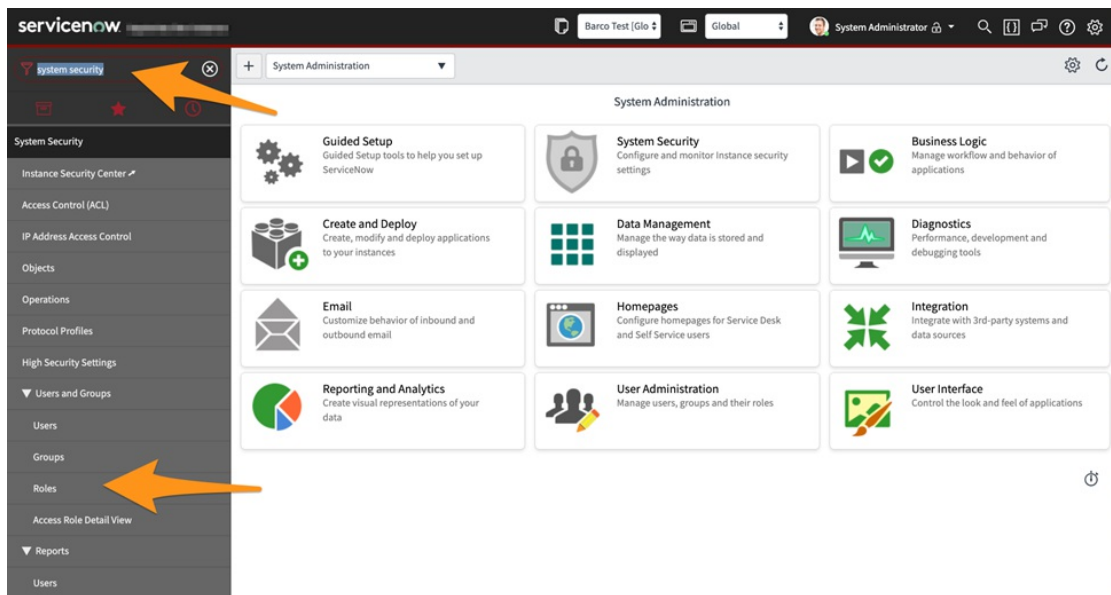 servicenow
Barco Test [Glo
Global
System Administrator
system security
System Administration
System Security
Instance Security Center
Access Control (ACL)
IP Address Access Control
Objects
Operations
Protocol Profiles
High Security Settings
Users and Groups
Users
Groups
Roles
Access Role Detail View
Reports
Users
System Administration
Guided Setup
Guided Setup tools to help you set up
ServiceNow
System Security
Configure and monitor Instance security
settings
Business Logic
Manage workflow and behavior of
applications
Create and Deploy
Create, modify and deploy applications
to your instances
Data Management
Manage the way data is stored and
displayed
Diagnostics
Performance, development and
debugging tools
Email
Customize behavior of inbound and
outbound email
Homepages
Configure homepages for Service Desk
and Self Service users
Integration
Integrate with 3rd-party systems and
data sources
Reporting and Analytics
Create visual representations of your
data
User Administration
Manage users, groups and their roles
User Interface
Control the look and feel of applications